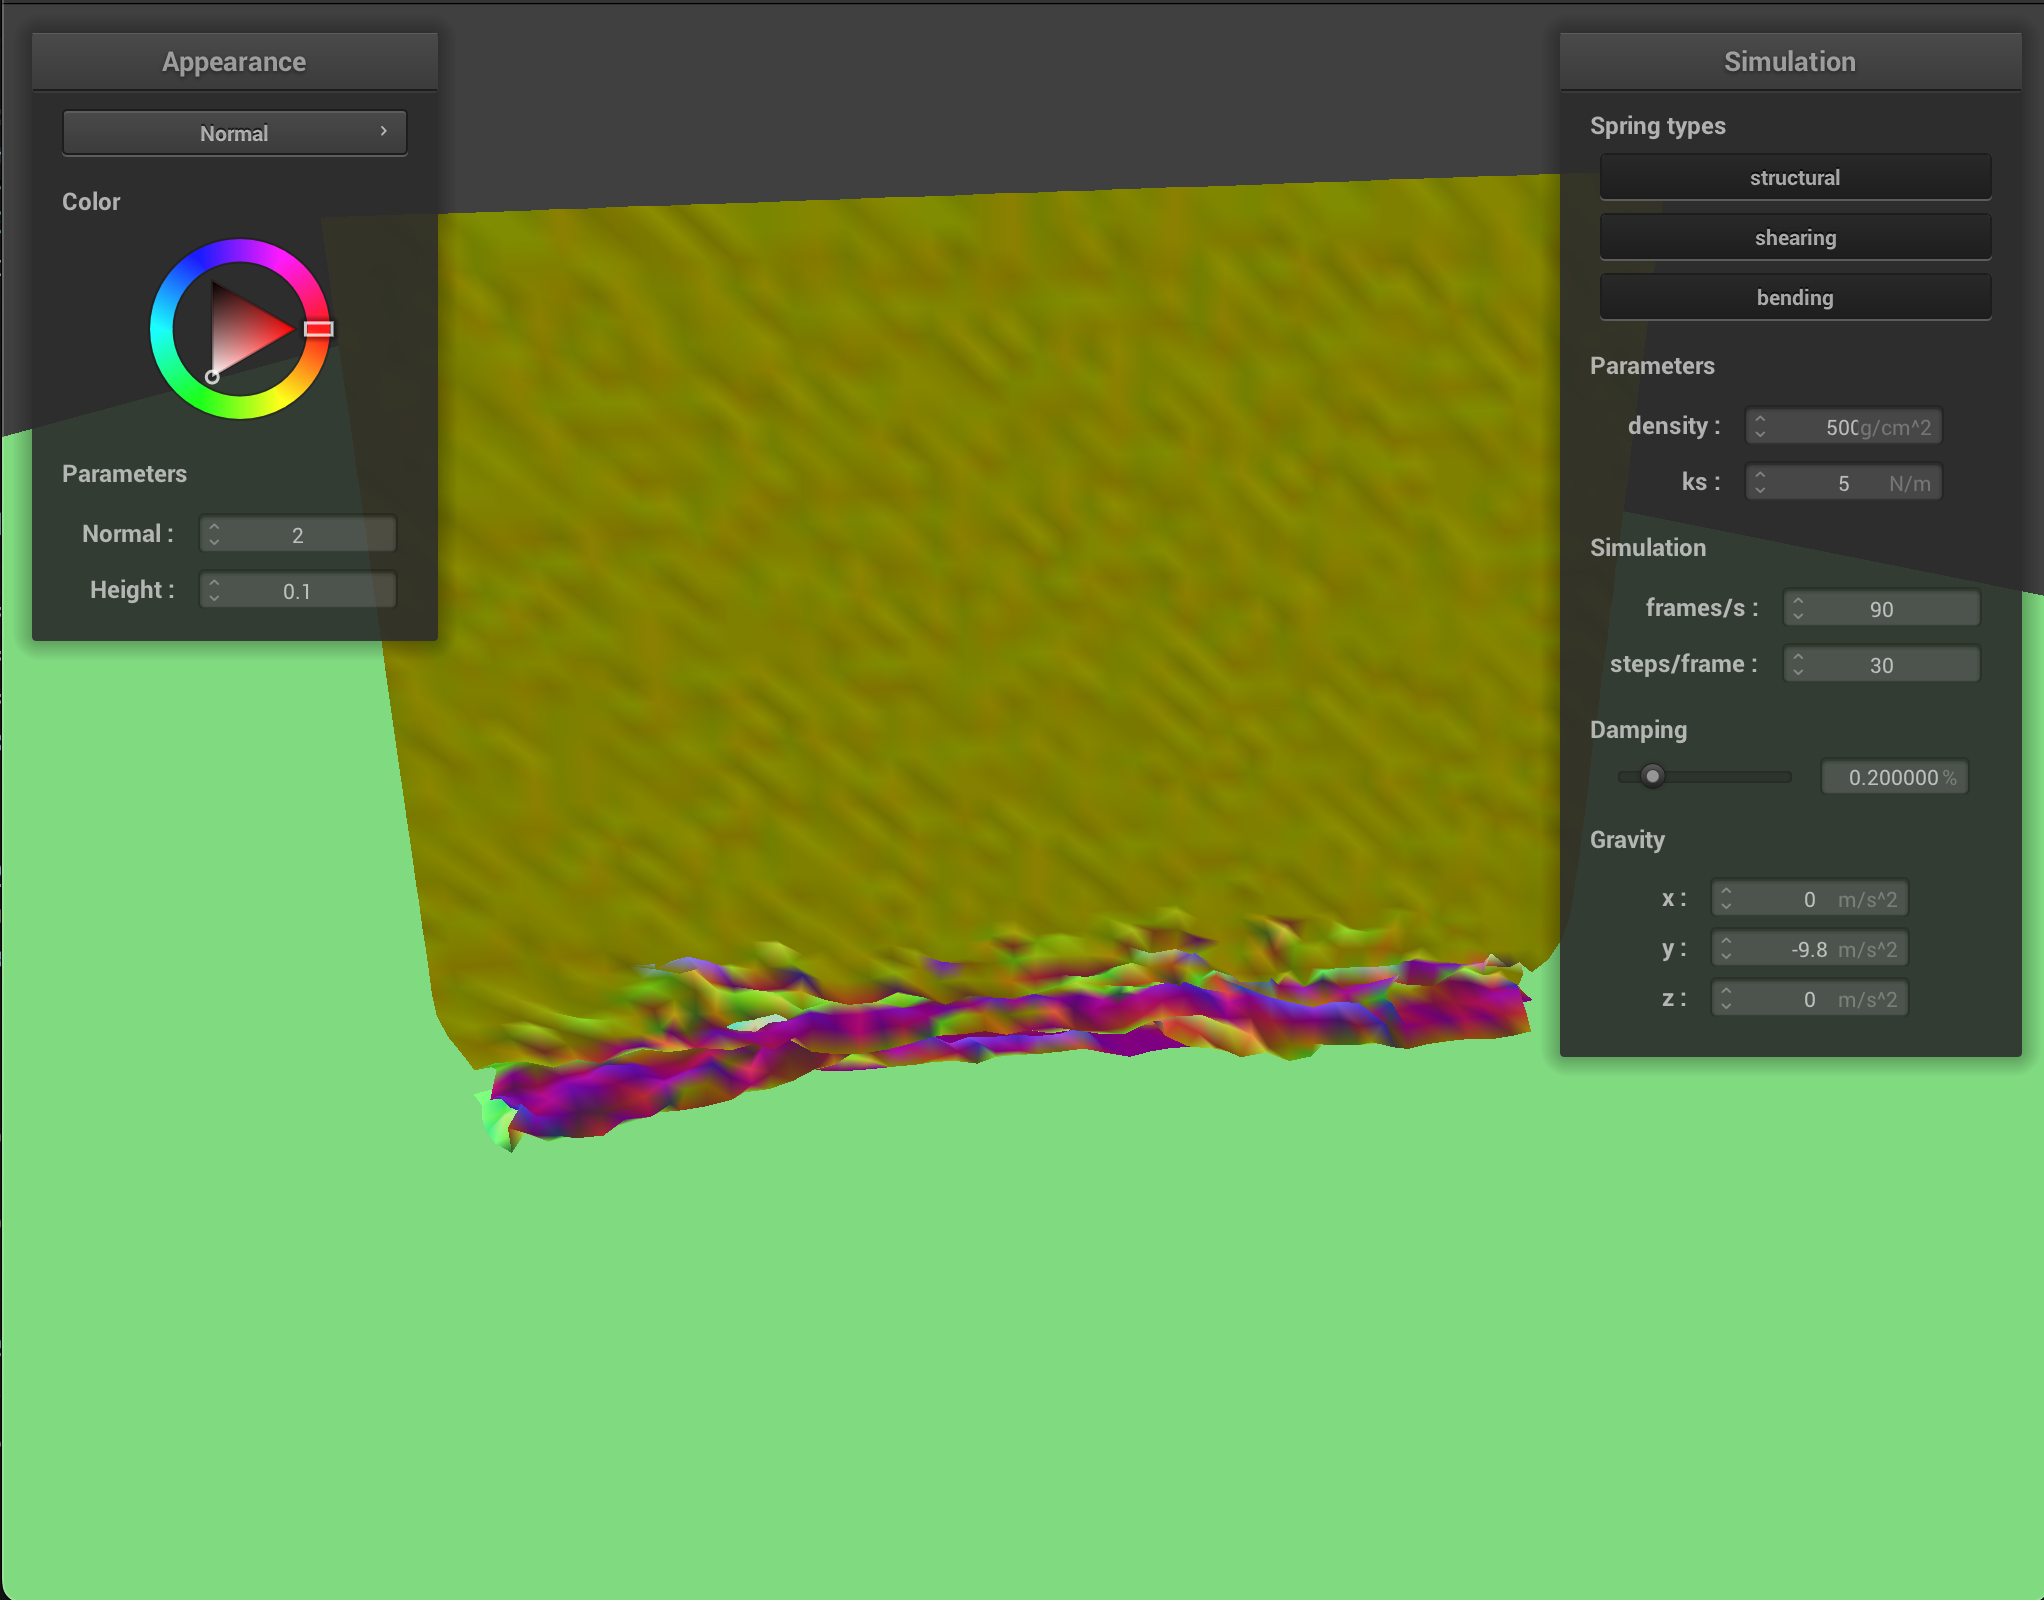 Appearance
Normal
Color
Parameters
Normal : 2
Height : 0.1
Simulation
Spring types
structural
shearing
bending
Parameters
density : 500 g/cm^2
ks : 5 N/m
Simulation
frames/s : 90
steps/frame : 30
Damping
0.200000 %
Gravity
x : 0 m/s^2
y : -9.8 m/s^2
z : 0 m/s^2